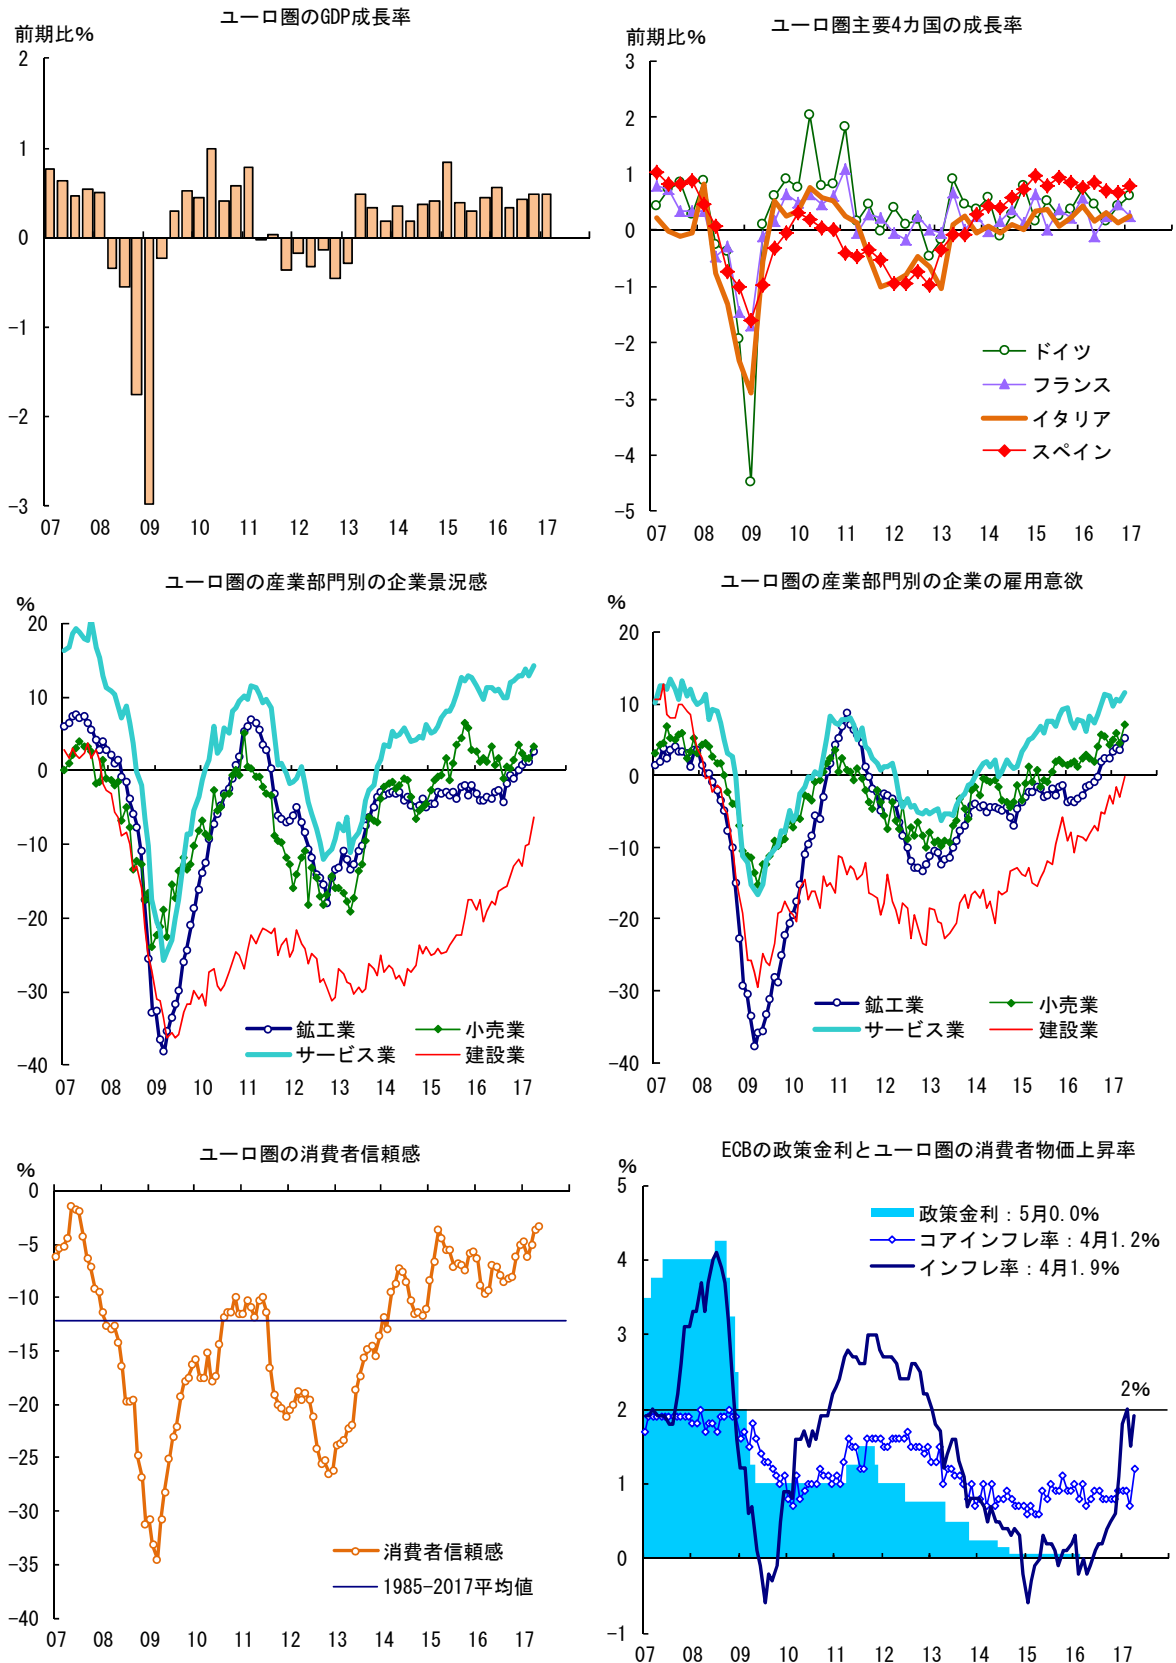 ユーロ圏のGDP成長率
前期比%
2
1
0
-1
-2
-3
07 08 09 10 11 12 13 14 15 16 17
ユーロ圏主要4カ国の成長率
前期比%
3
2
1
0
-1
-2
-3
-4
-5
ドイツ
フランス
イタリア
スペイン
07 08 09 10 11 12 13 14 15 16 17
ユーロ圏の産業部門別の企業景況感
%
20
10
0
-10
-20
-30
-40
鉱工業 小売業
サービス業 建設業
07 08 09 10 11 12 13 14 15 16 17
ユーロ圏の産業部門別の企業の雇用意欲
%
20
10
0
-10
-20
-30
-40
鉱工業 小売業
サービス業 建設業
07 08 09 10 11 12 13 14 15 16 17
ユーロ圏の消費者信頼感
%
0
-5
-10
-15
-20
-25
-30
-35
-40
消費者信頼感
1985-2017平均値
07 08 09 10 11 12 13 14 15 16 17
ECBの政策金利とユーロ圏の消費者物価上昇率
%
5
4
3
2
1
0
-1
政策金利：5月0.0%
コアインフレ率：4月1.2%
インフレ率：4月1.9%
2%
07 08 09 10 11 12 13 14 15 16 17